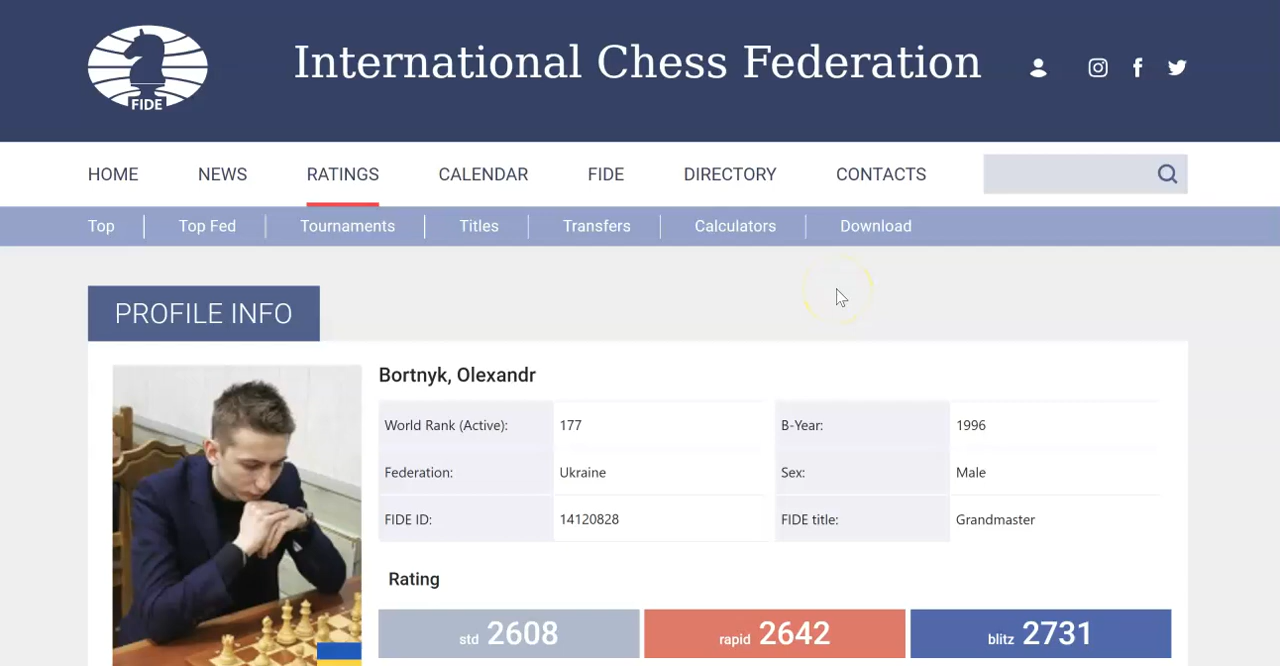 FIDE
International Chess Federation
HOME NEWS RATINGS CALENDAR FIDE DIRECTORY CONTACTS
Top Top Fed Tournaments Titles Transfers Calculators Download
PROFILE INFO
Bortnyk, Olexandr
World Rank (Active): 177 B-Year: 1996
Federation: Ukraine Sex: Male
FIDE ID: 14120828 FIDE title: Grandmaster
Rating
std 2608 rapid 2642 blitz 2731